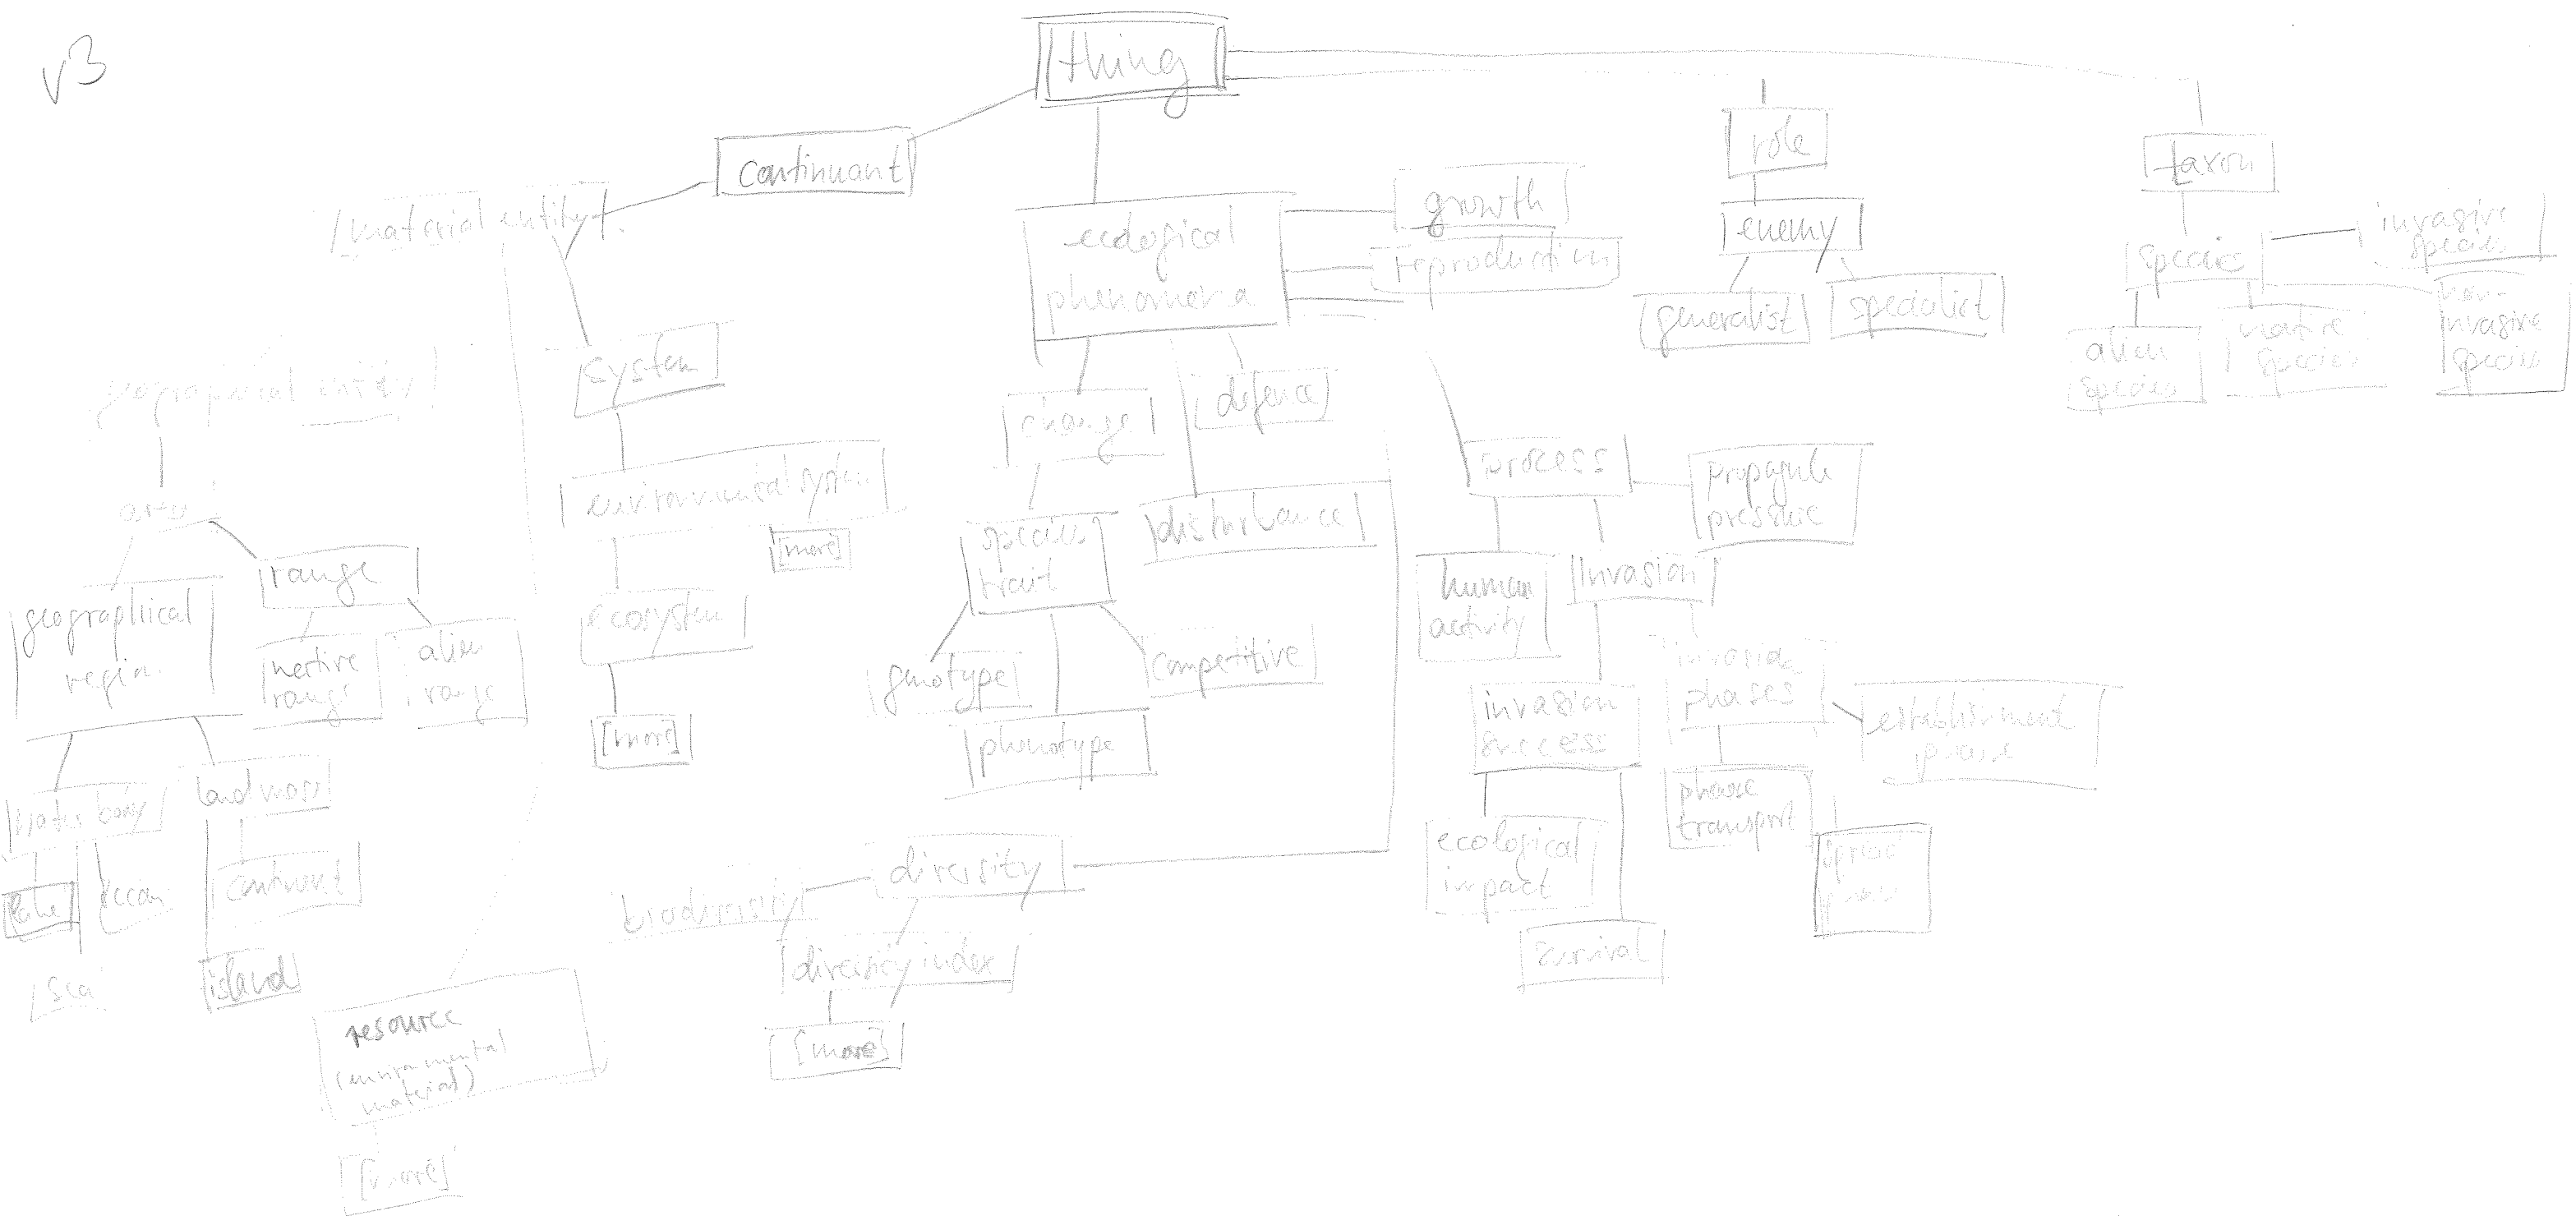 v3
thing
continuant
role
taxon
material entity
growth
ecological
phenomena
reproduction
enemy
species
invasive
species
generalist
specialist
non-
invasive
species
alien
species
native
species
geographical entity
system
change
defence
process
propagule
pressure
environmental system
[more]
area
range
species
trait
disturbance
human
activity
invasion
geographical
region
native
range
alien
range
ecosystem
[more]
genotype
competitive
phenotype
invasion
success
invasion
phases
establishment
phase
phase
transport
water body
landmass
lake
ocean
continent
sea
island
diversity
biodiversity
diversity index
[more]
ecological
impact
survival
spread
resource
(environmental
material)
[more]